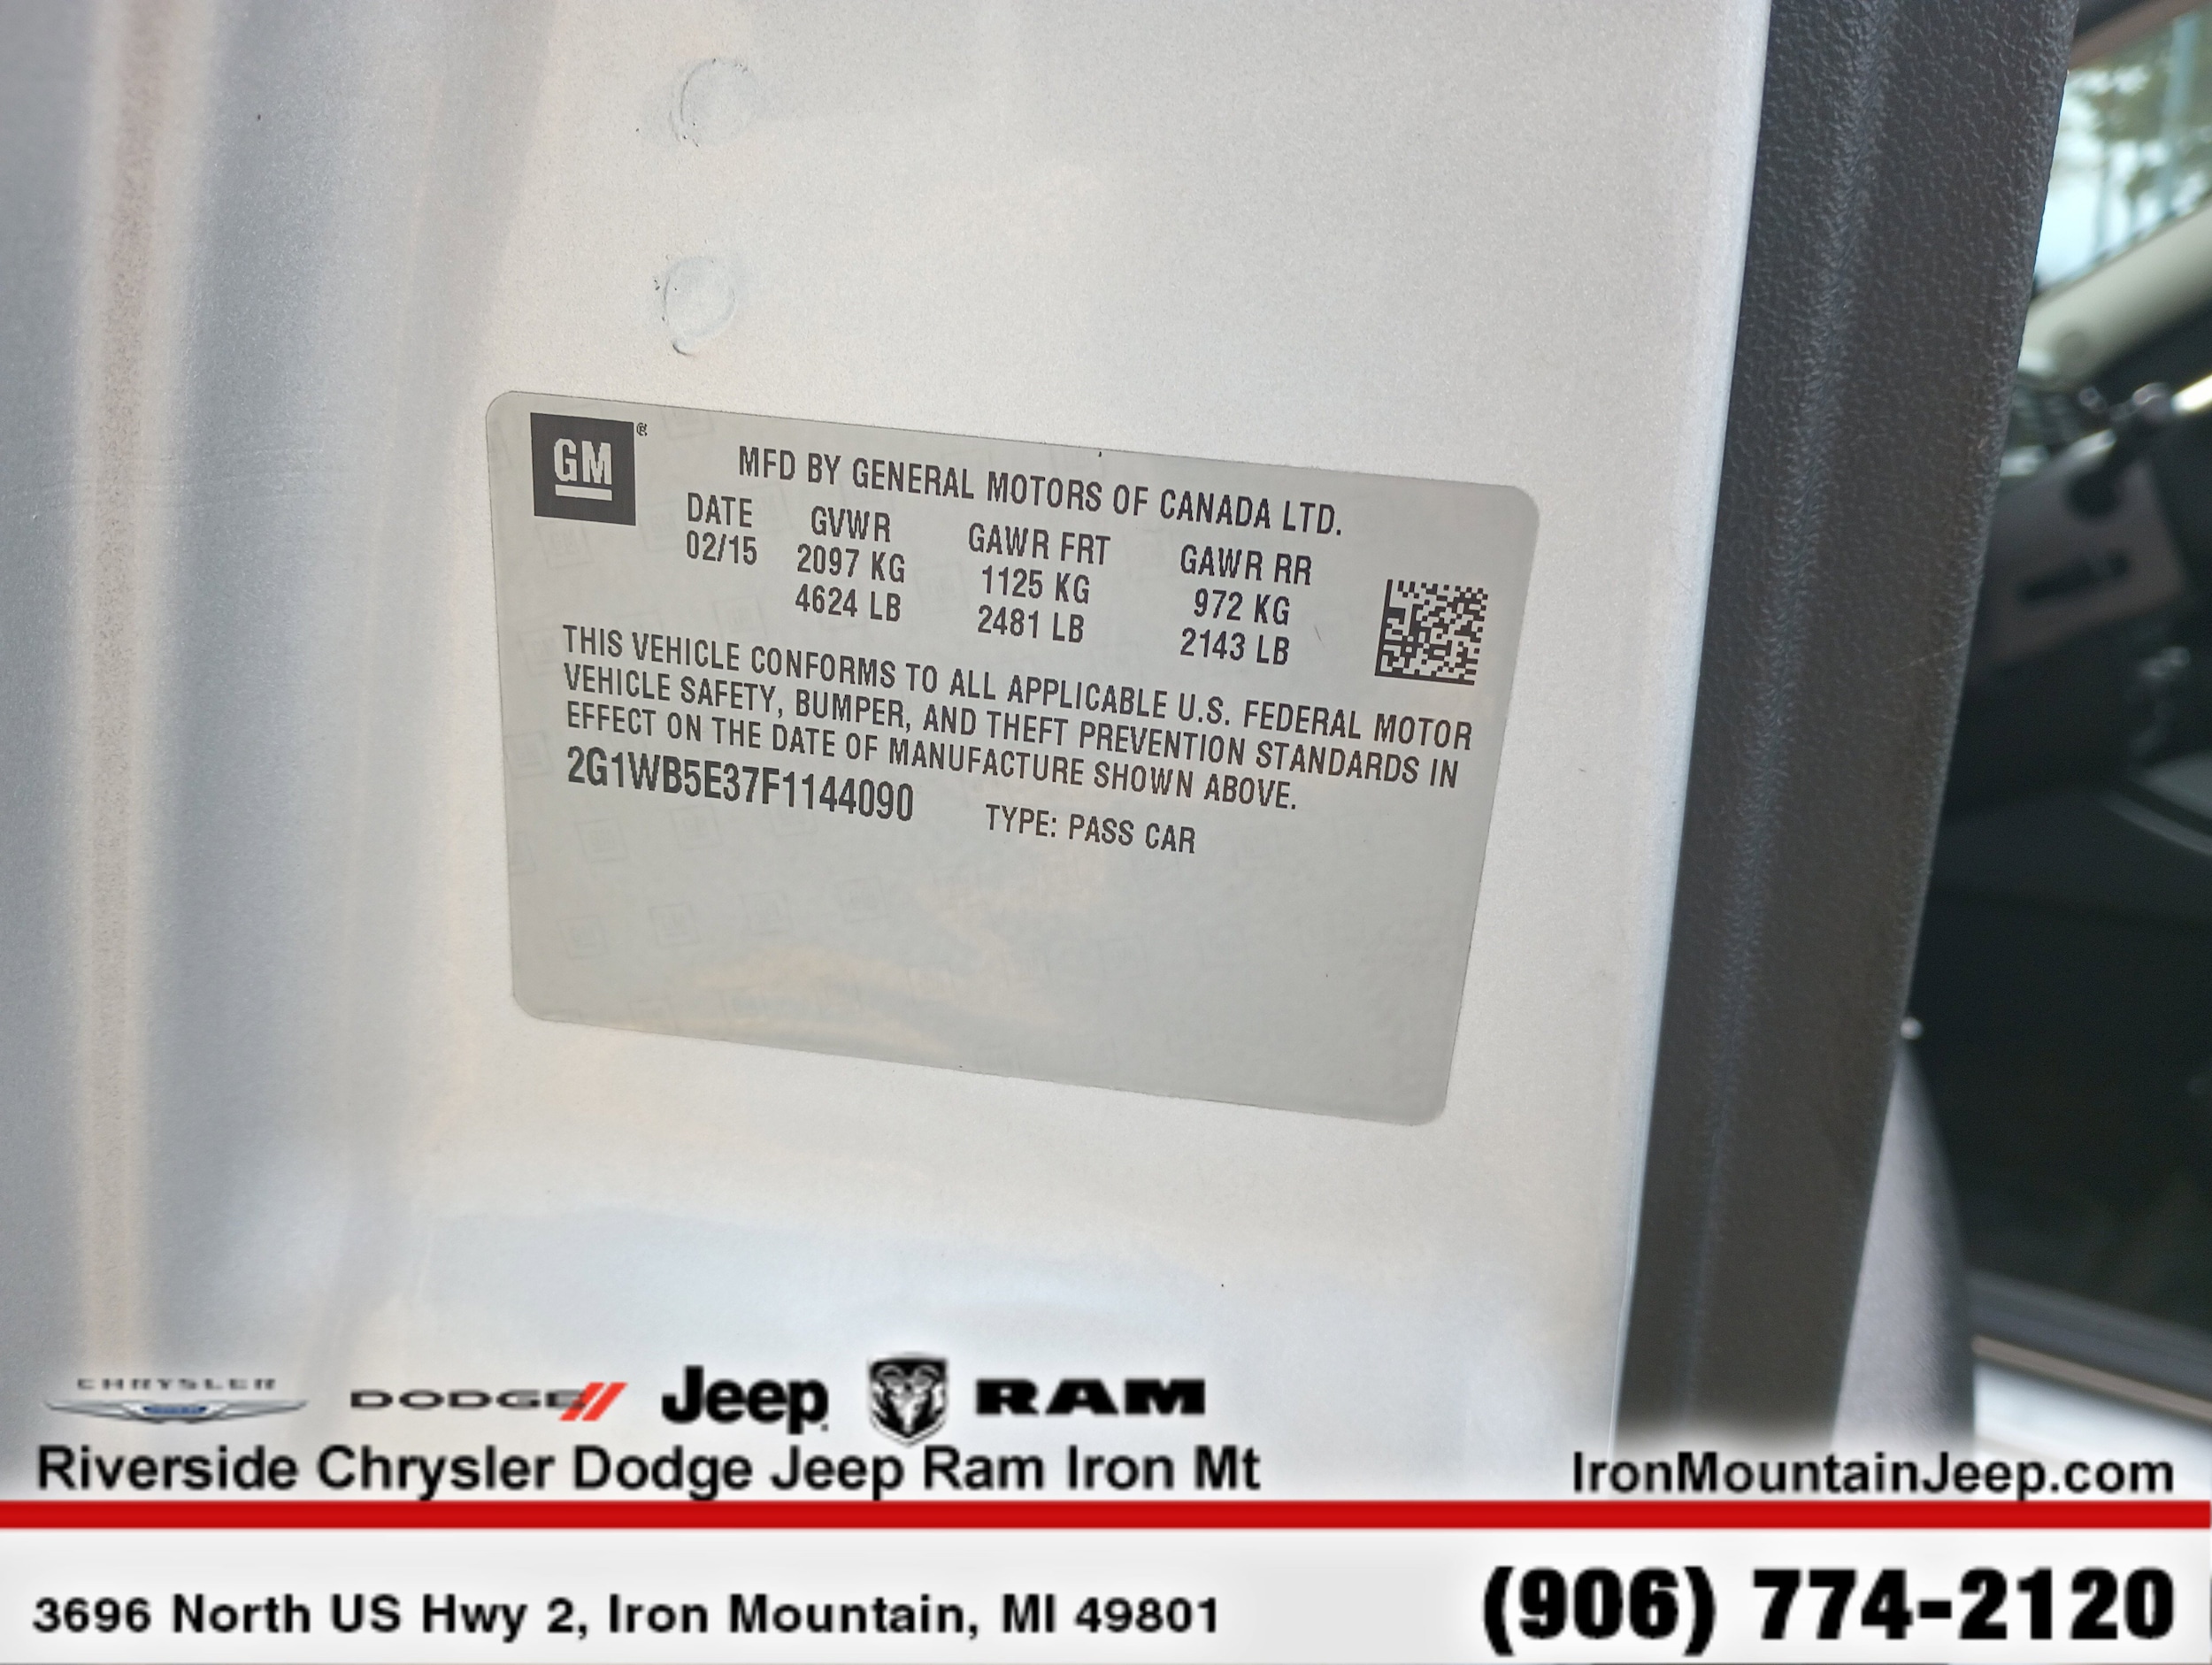 GM®
MFD BY GENERAL MOTORS OF CANADA LTD.
DATE GVWR GAWR FRT GAWR RR
02/15 2097 KG 1125 KG 972 KG
4624 LB 2481 LB 2143 LB
THIS VEHICLE CONFORMS TO ALL APPLICABLE U.S. FEDERAL MOTOR
VEHICLE SAFETY, BUMPER, AND THEFT PREVENTION STANDARDS IN
EFFECT ON THE DATE OF MANUFACTURE SHOWN ABOVE.
2G1WB5E37F1144090 TYPE: PASS CAR
CHRYSLER DODGE Jeep RAM
Riverside Chrysler Dodge Jeep Ram Iron Mt IronMountainJeep.com
3696 North US Hwy 2, Iron Mountain, MI 49801 (906) 774-2120